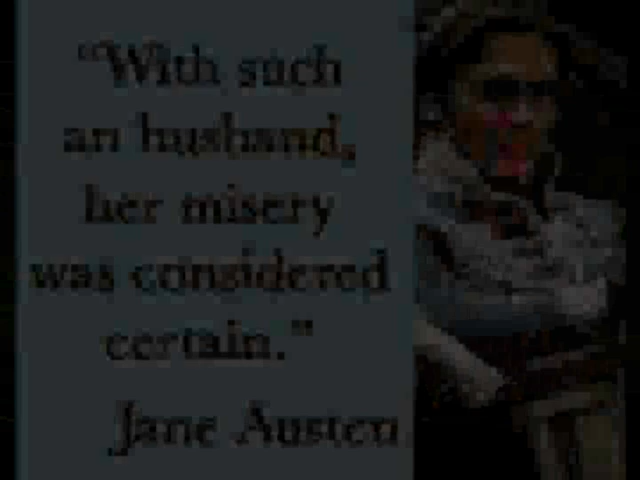 "With such
an husband,
her misery
was considered
certain."
Jane Austen